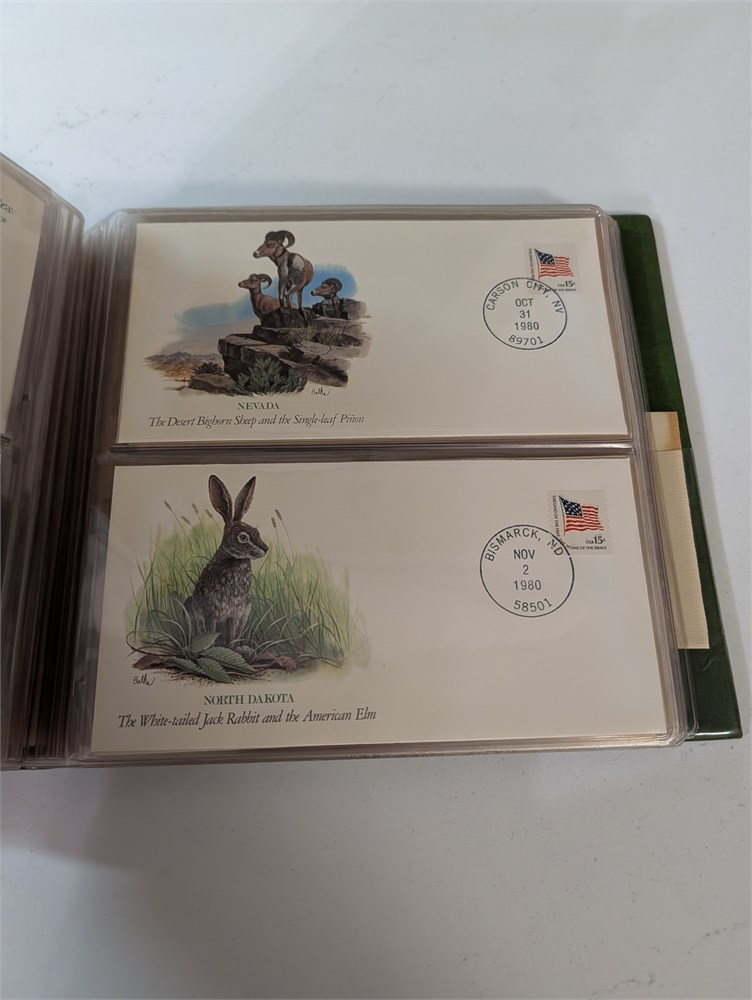 USA 15c
CARSON CITY, NV
OCT
31
1980
89701
NEVADA
The Desert Bighorn Sheep and the Single-leaf Piñon
USA 15c
BISMARCK, ND
NOV
2
1980
58501
NORTH DAKOTA
The White-tailed Jack Rabbit and the American Elm